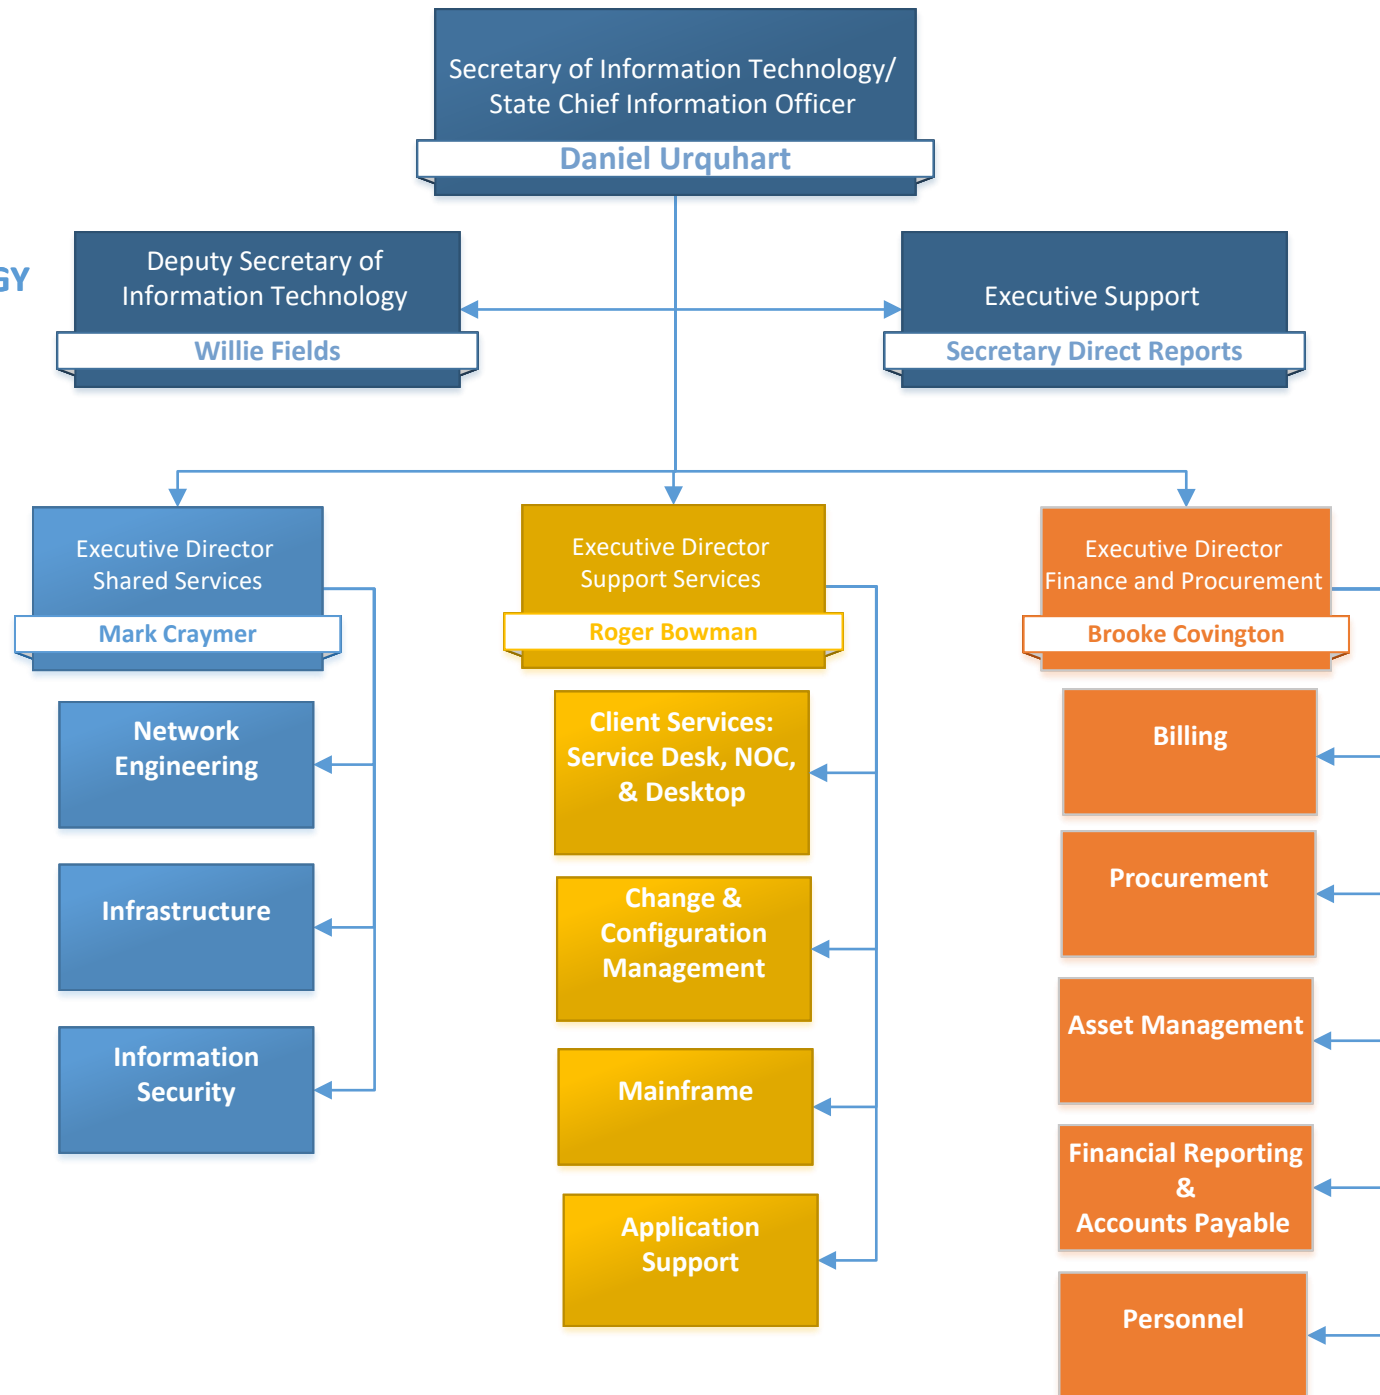 Secretary of Information Technology/
State Chief Information Officer
Daniel Urquhart
GY
Deputy Secretary of
Information Technology
Willie Fields
Executive Support
Secretary Direct Reports
Executive Director
Shared Services
Mark Craymer
Network
Engineering
Infrastructure
Information
Security
Executive Director
Support Services
Roger Bowman
Client Services:
Service Desk, NOC,
& Desktop
Change &
Configuration
Management
Mainframe
Application
Support
Executive Director
Finance and Procurement
Brooke Covington
Billing
Procurement
Asset Management
Financial Reporting
&
Accounts Payable
Personnel